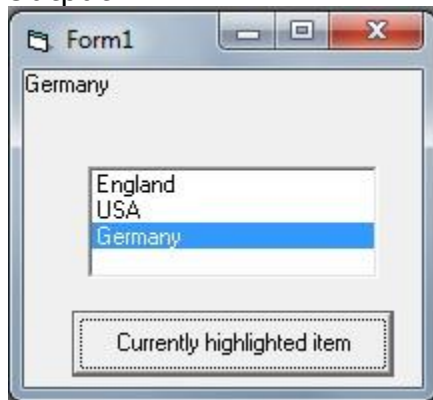 Form1
Germany
England
USA
Germany
Currently highlighted item